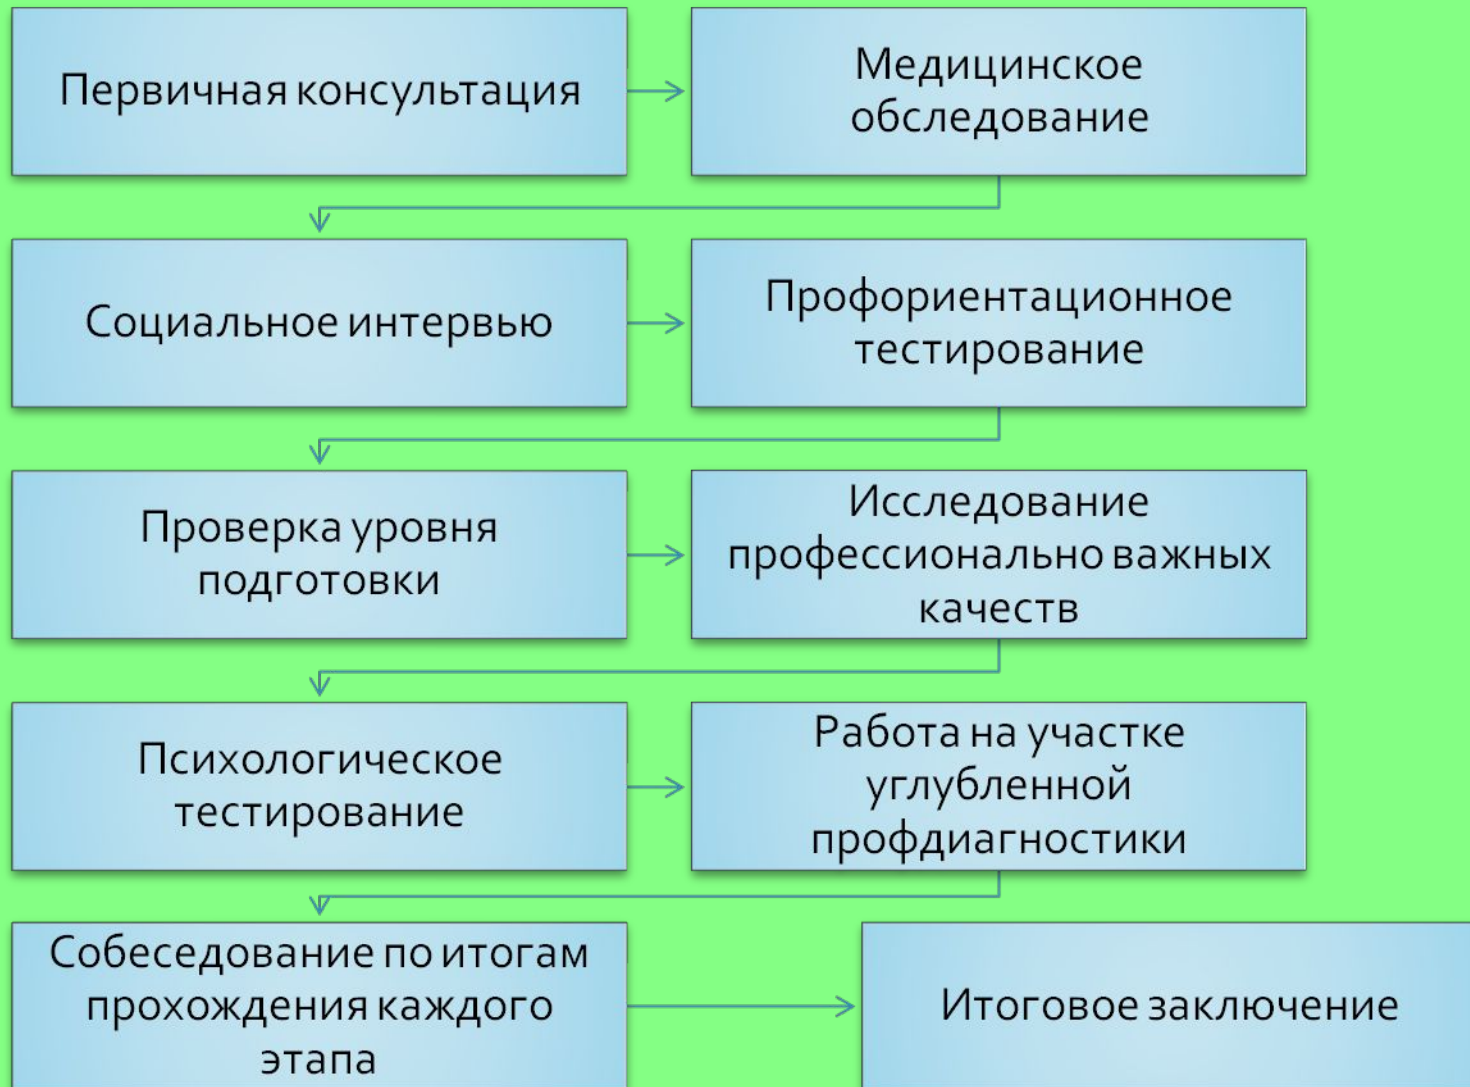 Первичная консультация
Медицинское
обследование
Социальное интервью
Профориентационное
тестирование
Проверка уровня
подготовки
Исследование
профессионально важных
качеств
Психологическое
тестирование
Работа на участке
углубленной
профдиагностики
Собеседование по итогам
прохождения каждого
этапа
Итоговое заключение